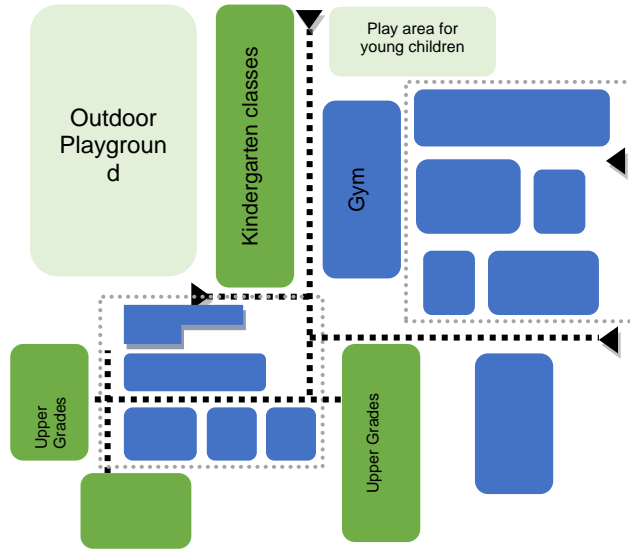 Play area for
young children
Outdoor
Playgroun
d
Kindergarten classes
Gym
Upper
Grades
Upper Grades